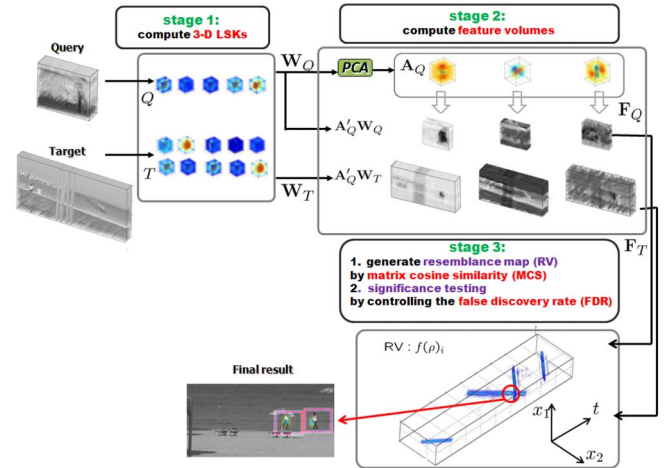 stage 1:
compute 3-D LSKs
stage 2:
compute feature volumes
Query
Q
W_Q
PCA
A_Q
F_Q
A'_Q W_Q
Target
T
W_T
A'_Q W_T
F_T
stage 3:
1. generate resemblance map (RV)
by matrix cosine similarity (MCS)
2. significance testing
by controlling the false discovery rate (FDR)
RV : f(ρ)_i
Final result
x_1
t
x_2